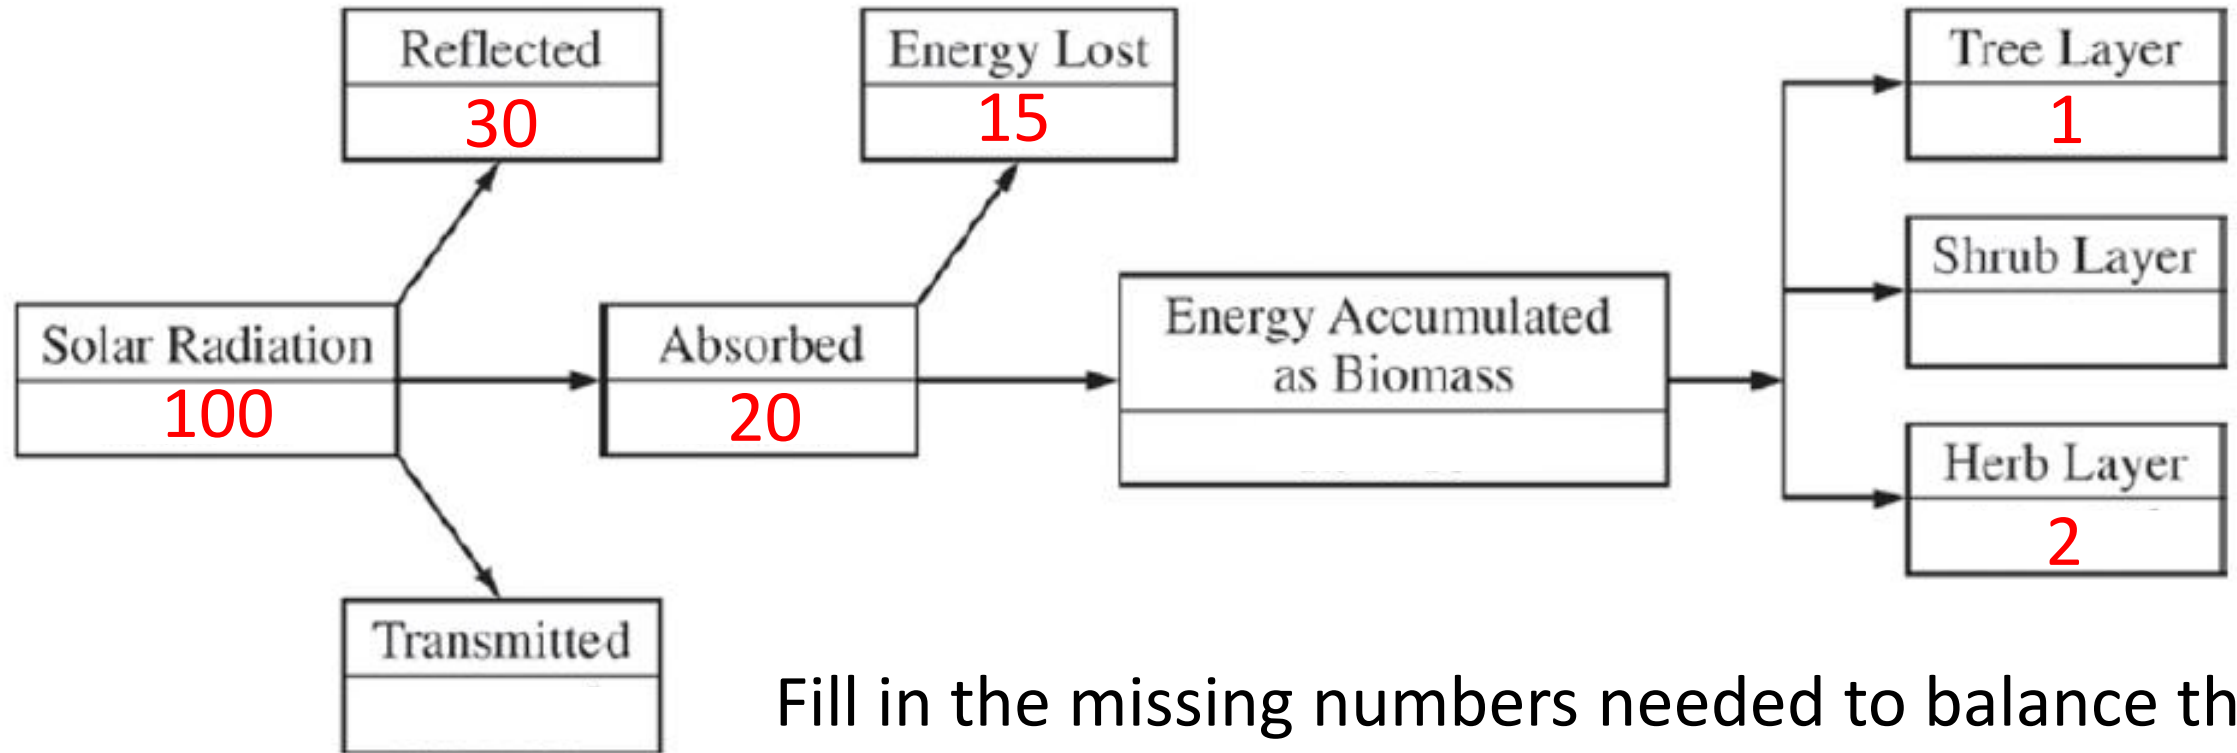 Reflected
30
Energy Lost
15
Tree Layer
1
Shrub Layer
Solar Radiation
100
Absorbed
20
Energy Accumulated
as Biomass
Herb Layer
2
Transmitted
Fill in the missing numbers needed to balance th